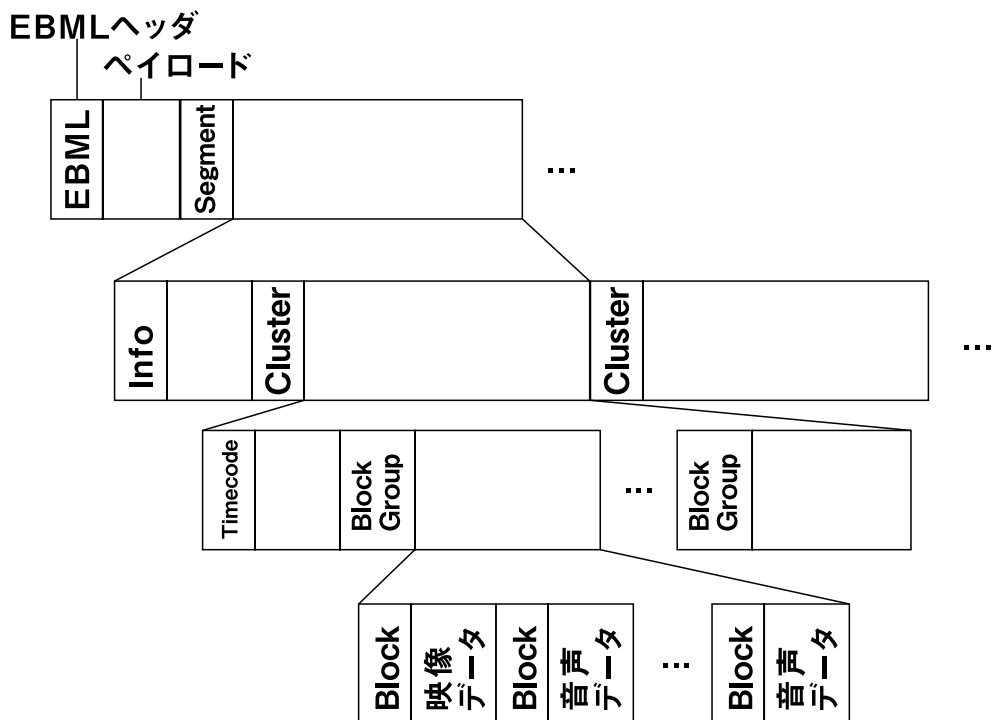 EBMLヘッダ
ペイロード
EBML
Segment
...
Info
Cluster
Cluster
...
Timecode
Block
Group
...
Block
Group
Block
映像
データ
Block
音声
データ
...
Block
音声
データ